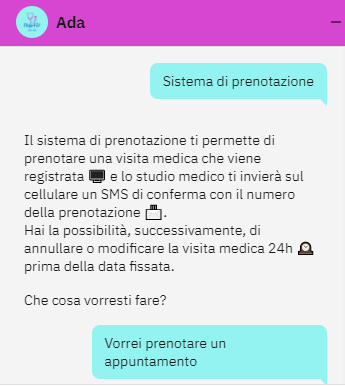 Ada
Sistema di prenotazione
Il sistema di prenotazione ti permette di
prenotare una visita medica che viene
registrata 🖥️ e lo studio medico ti invierà sul
cellulare un SMS di conferma con il numero
della prenotazione 🗳️.
Hai la possibilità, successivamente, di
annullare o modificare la visita medica 24h 🕰️
prima della data fissata.
Che cosa vorresti fare?
Vorrei prenotare un
appuntamento